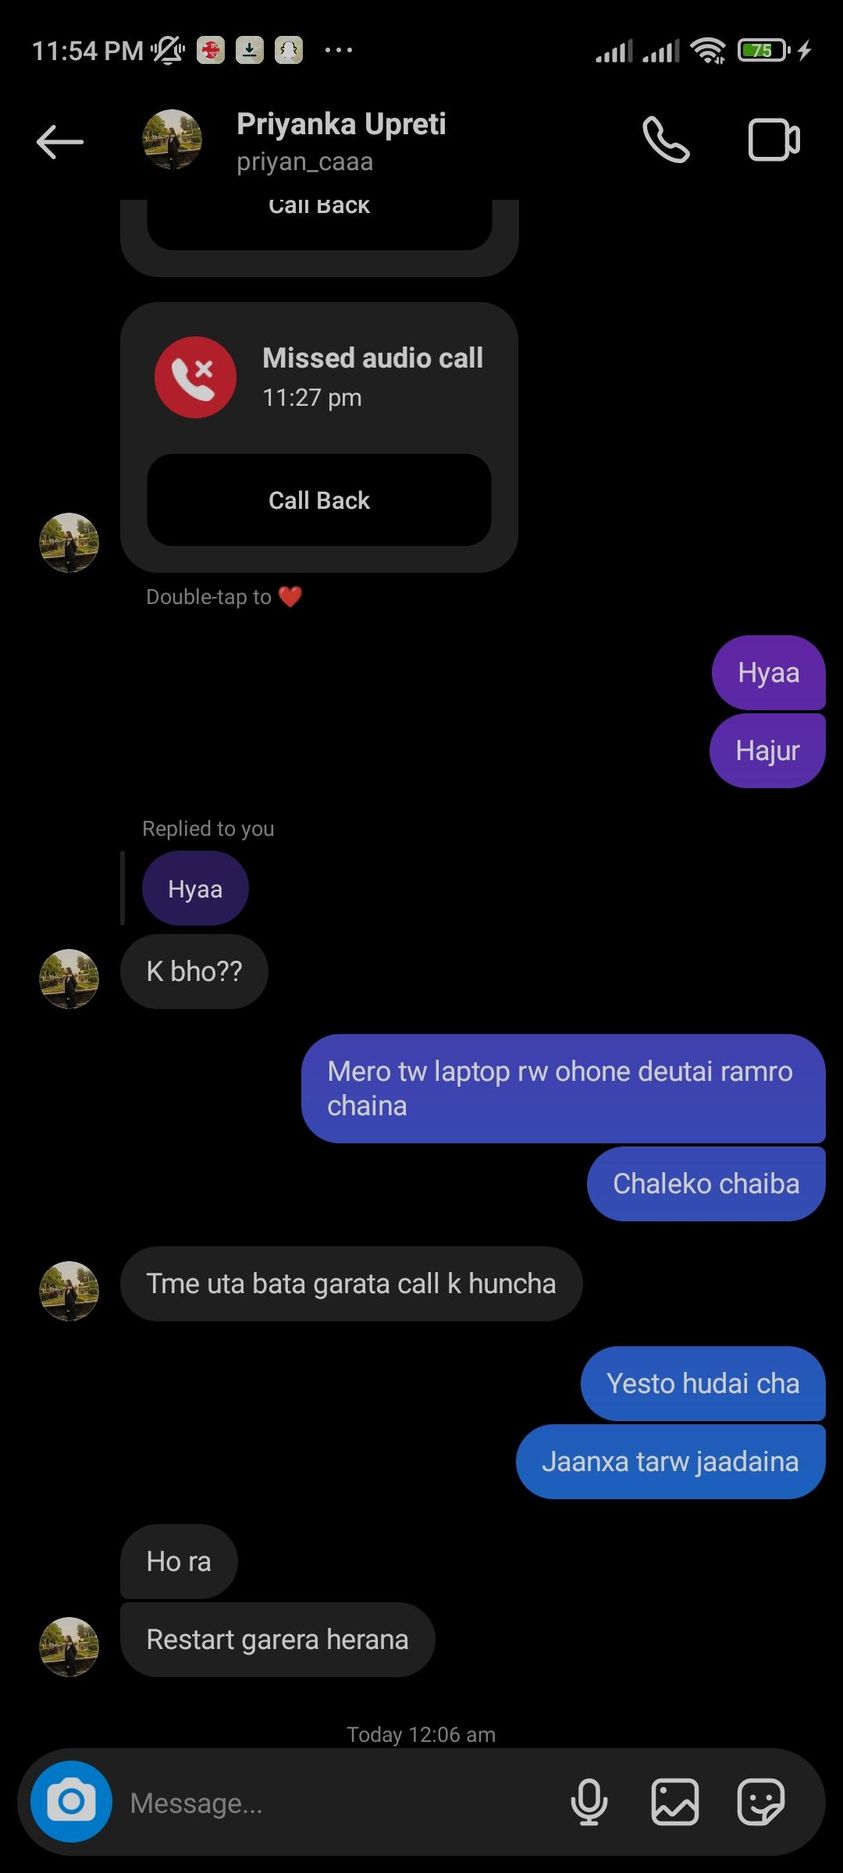 11:54 PM
75
Priyanka Upreti
priyan_caaa
Call Back
Missed audio call
11:27 pm
Call Back
Double-tap to ❤️
Hyaa
Hajur
Replied to you
Hyaa
K bho??
Mero tw laptop rw ohone deutai ramro
chaina
Chaleko chaiba
Tme uta bata garata call k huncha
Yesto hudai cha
Jaanxa tarw jaadaina
Ho ra
Restart garera herana
Today 12:06 am
Message...